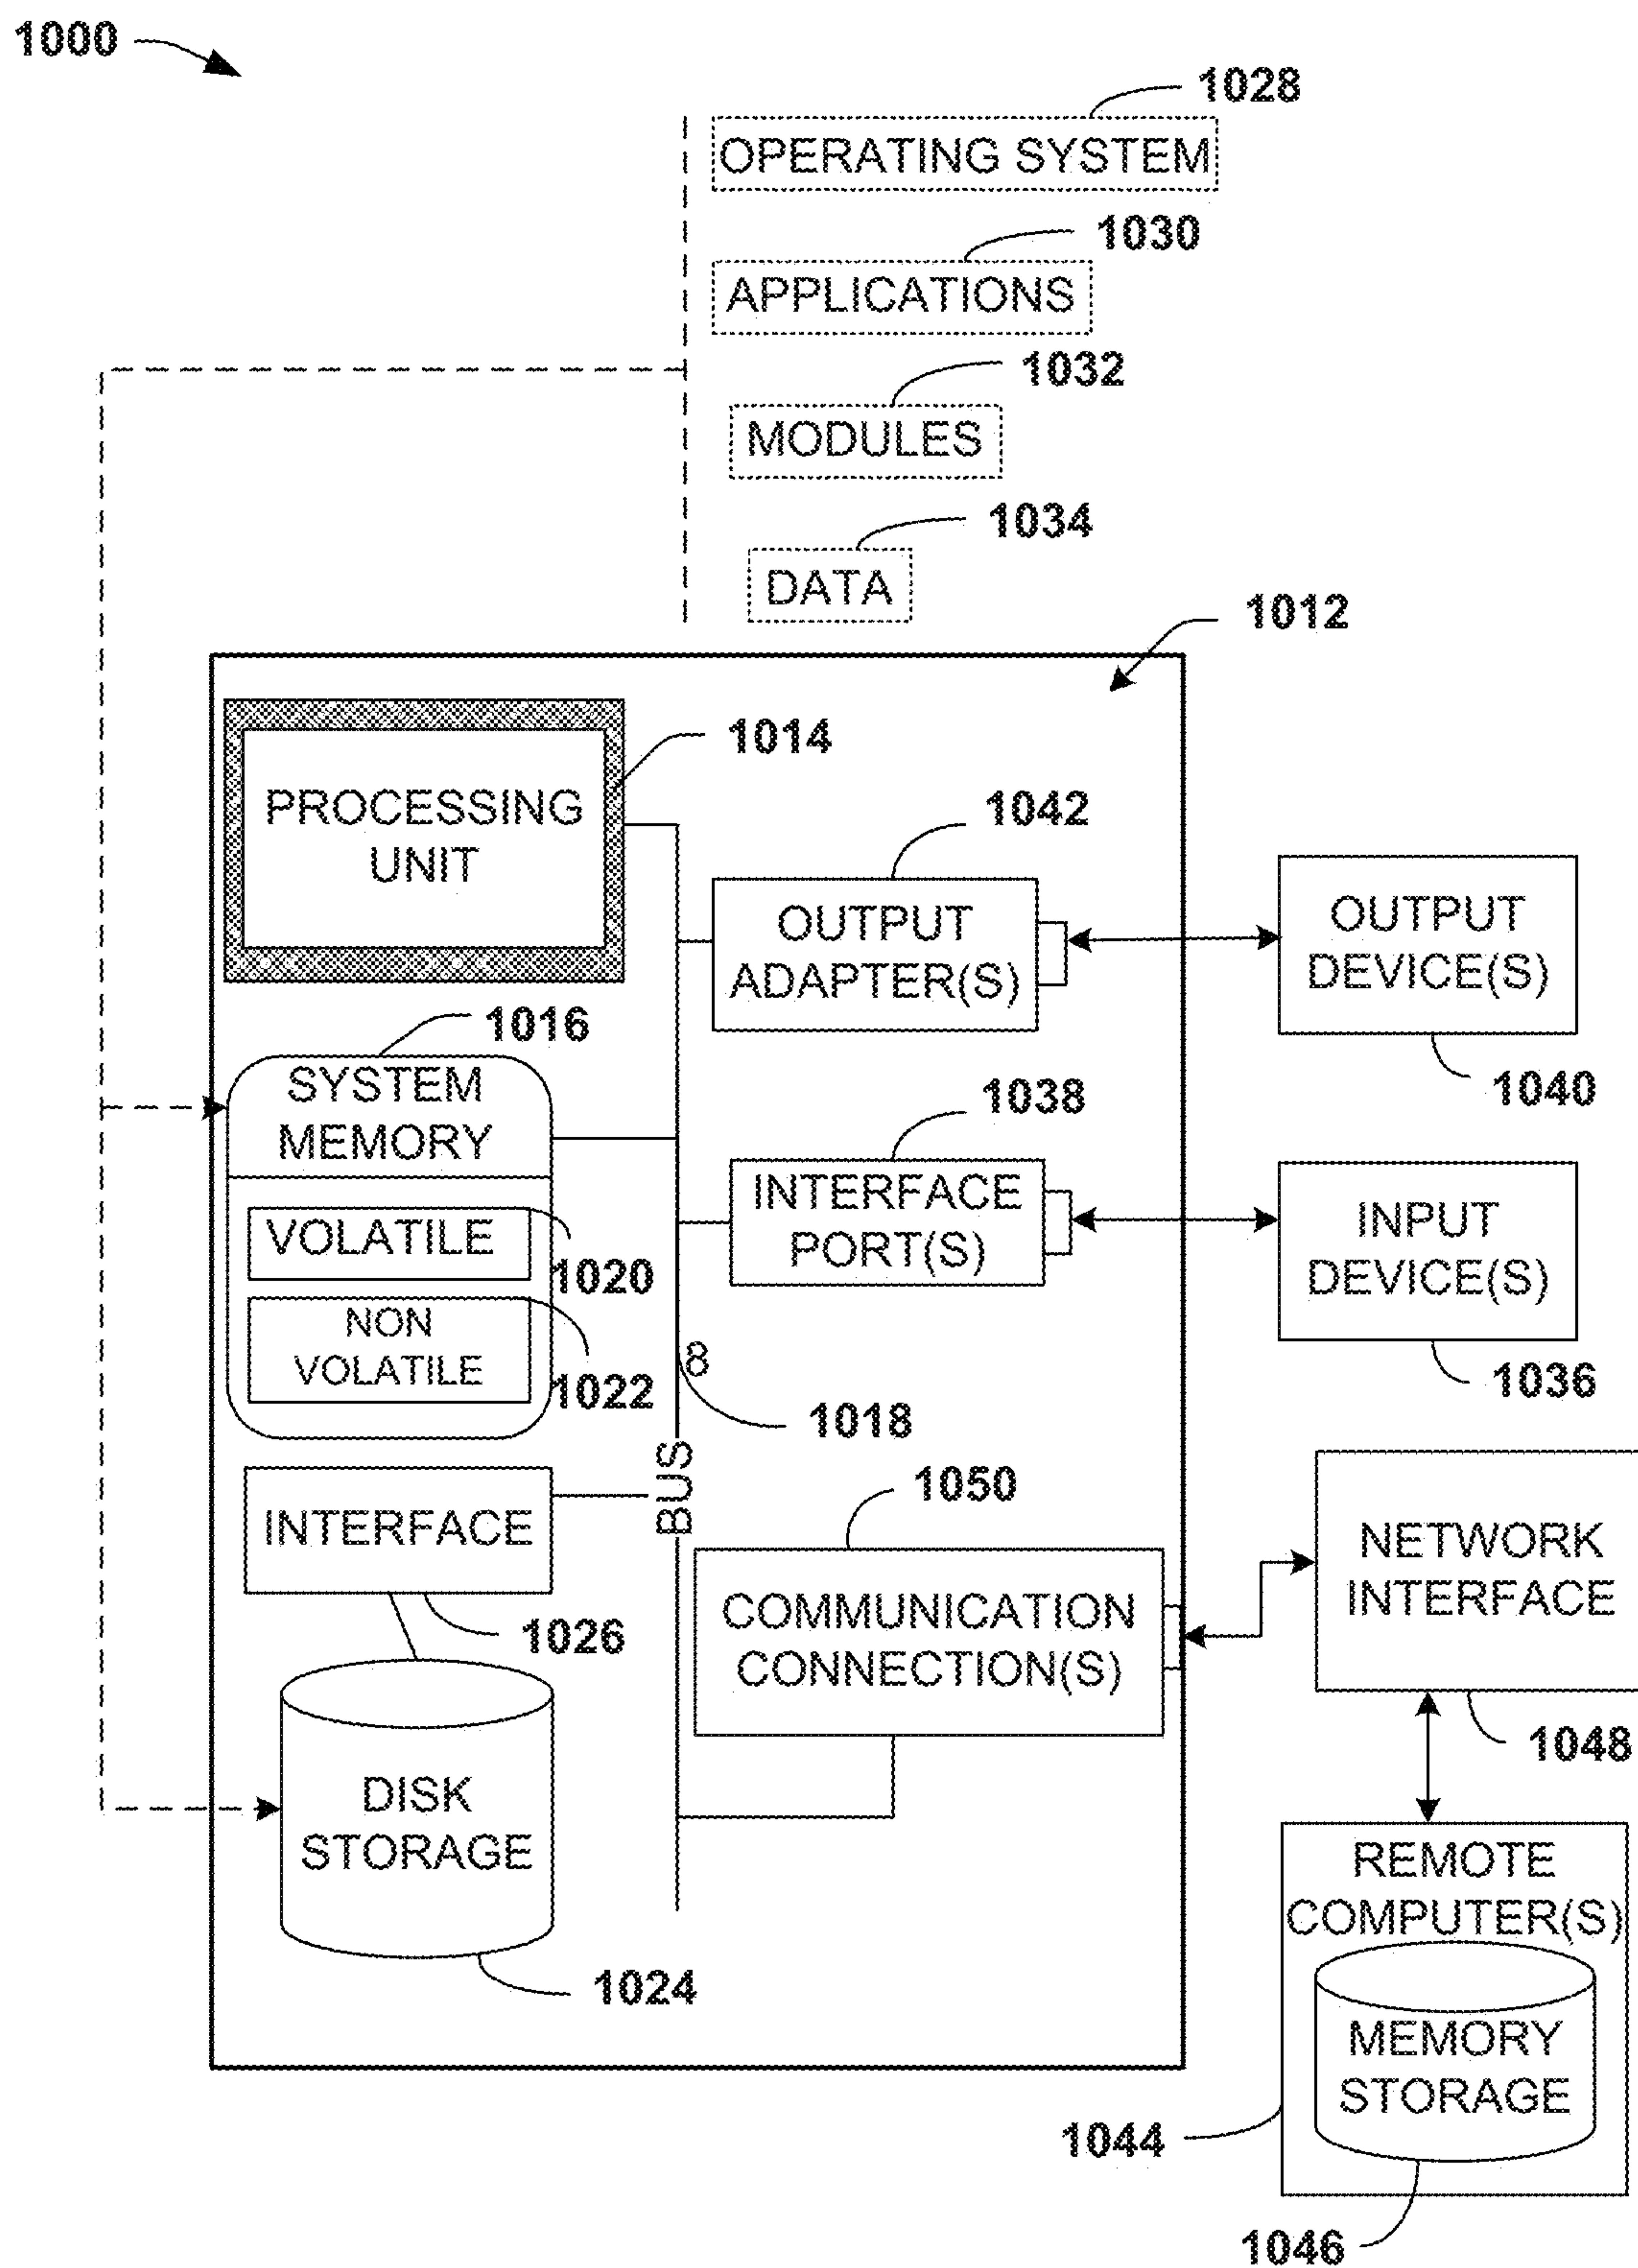 1000
1028
OPERATING SYSTEM
1030
APPLICATIONS
1032
MODULES
1034
DATA
1012
1014
PROCESSING
UNIT
1042
OUTPUT
ADAPTER(S)
OUTPUT
DEVICE(S)
1040
1016
SYSTEM
MEMORY
VOLATILE
1020
NON
VOLATILE
1022
1038
INTERFACE
PORT(S)
INPUT
DEVICE(S)
1036
8
1018
BUS
INTERFACE
1026
1050
COMMUNICATION
CONNECTION(S)
NETWORK
INTERFACE
1048
DISK
STORAGE
1024
REMOTE
COMPUTER(S)
MEMORY
STORAGE
1044
1046